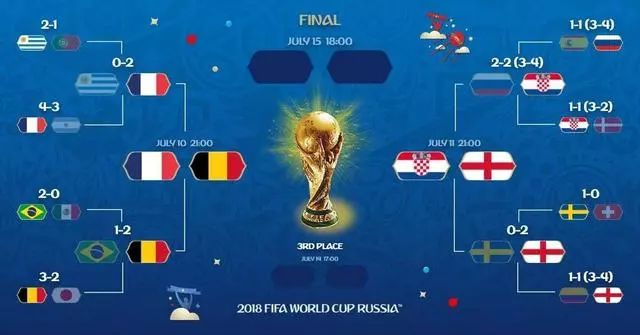 FINAL
JULY 15 18:00
2-1
0-2
4-3
JULY 10 21:00
2-0
1-2
3-2
1-1 (3-4)
2-2 (3-4)
1-1 (3-2)
JULY 11 21:00
1-0
0-2
1-1 (3-4)
3RD PLACE
JULY 14 17:00
2018 FIFA WORLD CUP RUSSIA™